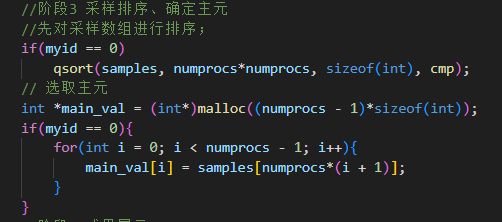 //阶段3 采样排序、确定主元
//先对采样数组进行排序;
if(myid == 0)
    qsort(samples, numprocs*numprocs, sizeof(int), cmp);
// 选取主元
int *main_val = (int*)malloc((numprocs - 1)*sizeof(int));
if(myid == 0){
    for(int i = 0; i < numprocs - 1; i++){
        main_val[i] = samples[numprocs*(i + 1)];
    }
}